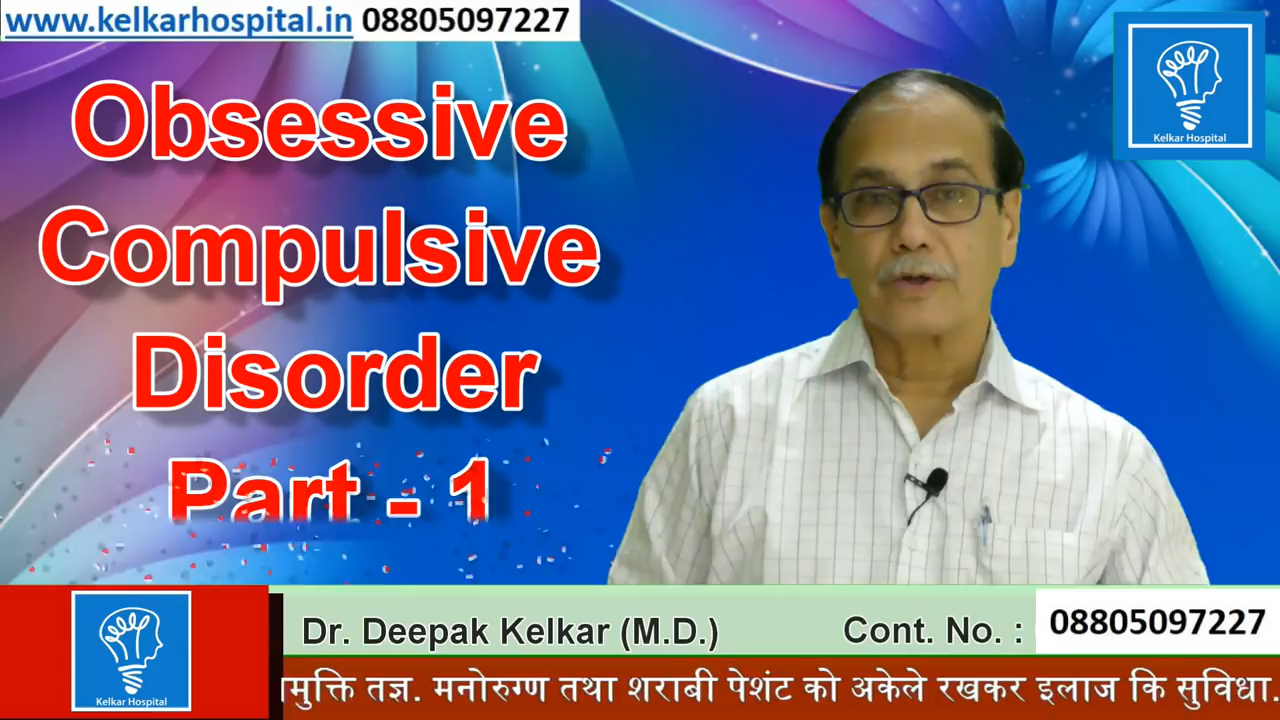 www.kelkarhospital.in 08805097227
Kelkar Hospital
Obsessive
Compulsive
Disorder
Part - 1
Kelkar Hospital
Dr. Deepak Kelkar (M.D.)
Cont. No. : 08805097227
तज्ञ. मनोरुग्ण तथा शराबी पेशंट को अकेले रखकर इलाज कि सुविधा.